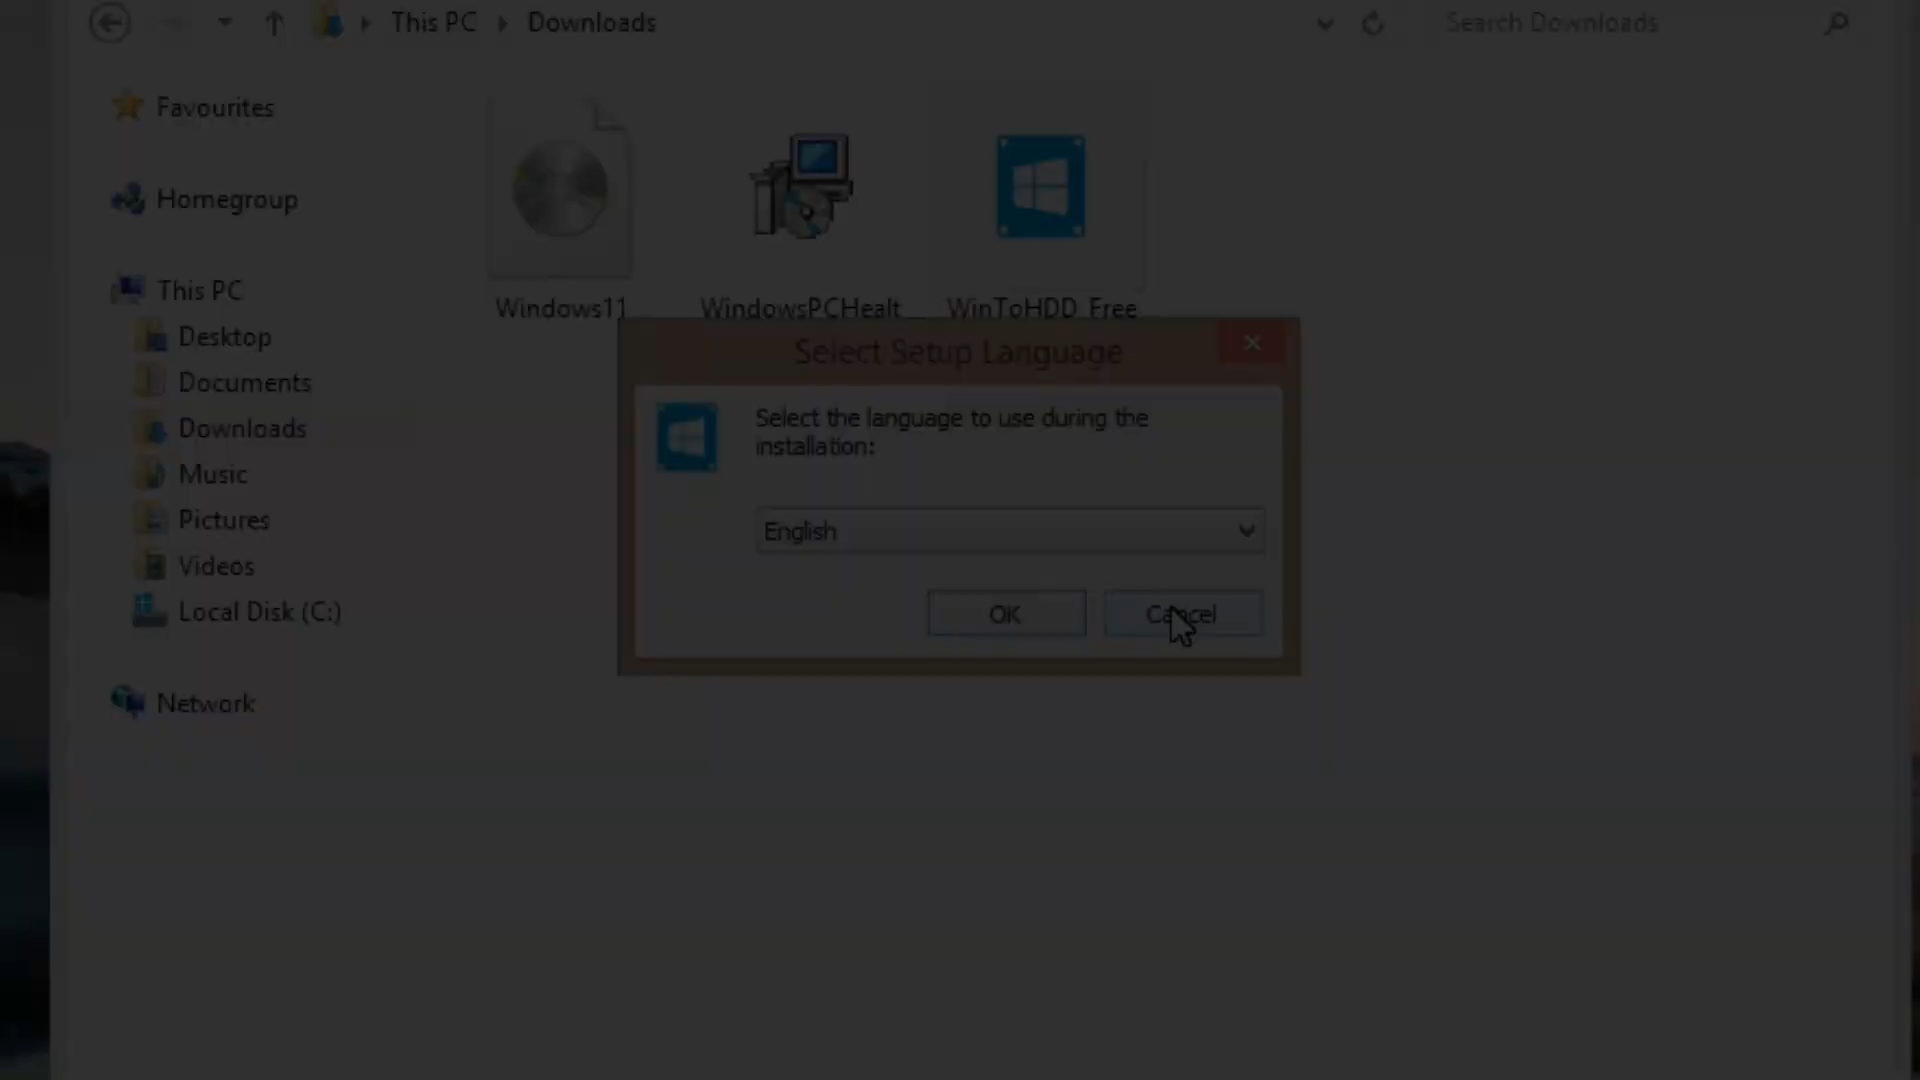 This PC Downloads
Search Downloads
Favourites
Homegroup
This PC
Desktop
Documents
Downloads
Music
Pictures
Videos
Local Disk (C:)
Network
Windows11
WindowsPCHealt...
WinToHDD_Free
Select Setup Language
Select the language to use during the
installation:
English
OK
Cancel